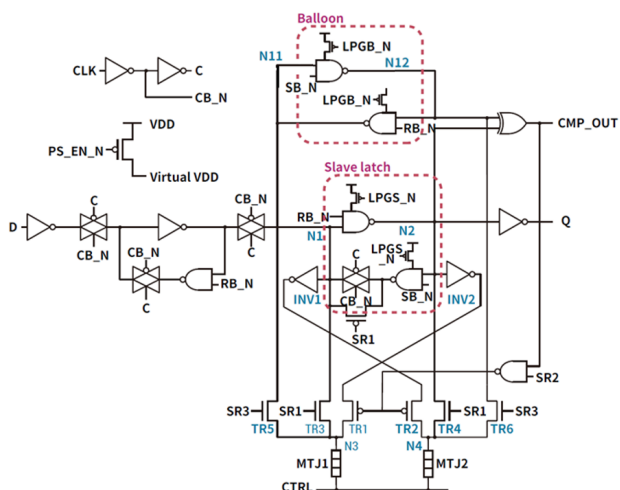 Balloon
LPGB_N
N11
N12
CLK
C
SB_N
CB_N
LPGB_N
RB_N
CMP_OUT
VDD
PS_EN_N
Virtual VDD
Slave latch
CB_N
LPGS_N
C
RB_N
D
N1
N2
Q
CB_N
CB_N
C
LPGS
_N
C
RB_N
INV1
CB_N
SB_N
INV2
C
SR1
SR2
SR3
SR1
SR1
SR3
TR5
TR3
TR1
TR2
TR4
TR6
N3
N4
MTJ1
MTJ2
CTRL